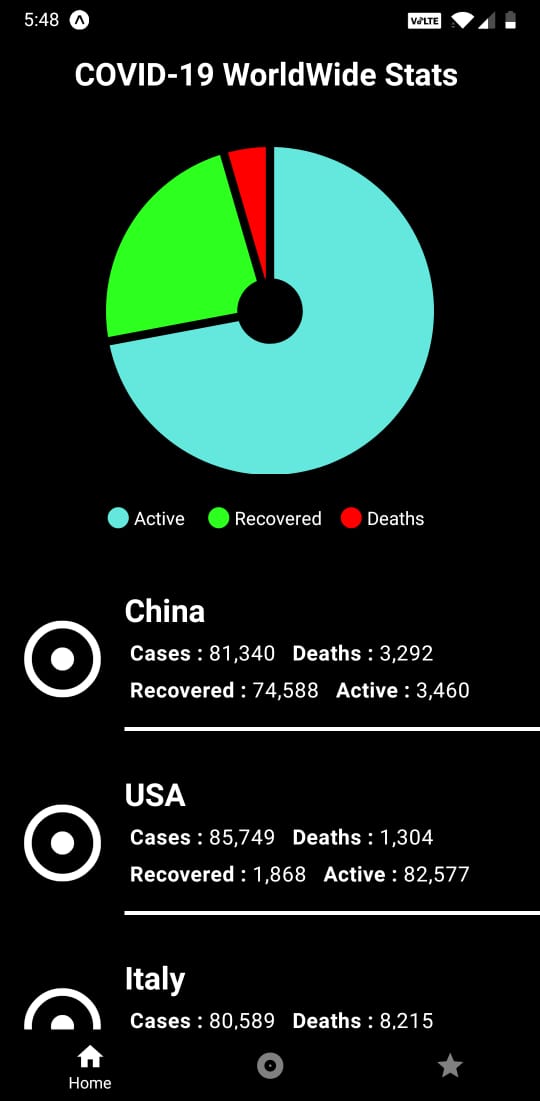 5:48
VoLTE
COVID-19 WorldWide Stats
Active Recovered Deaths
China
Cases : 81,340 Deaths : 3,292
Recovered : 74,588 Active : 3,460
USA
Cases : 85,749 Deaths : 1,304
Recovered : 1,868 Active : 82,577
Italy
Cases : 80,589 Deaths : 8,215
Home